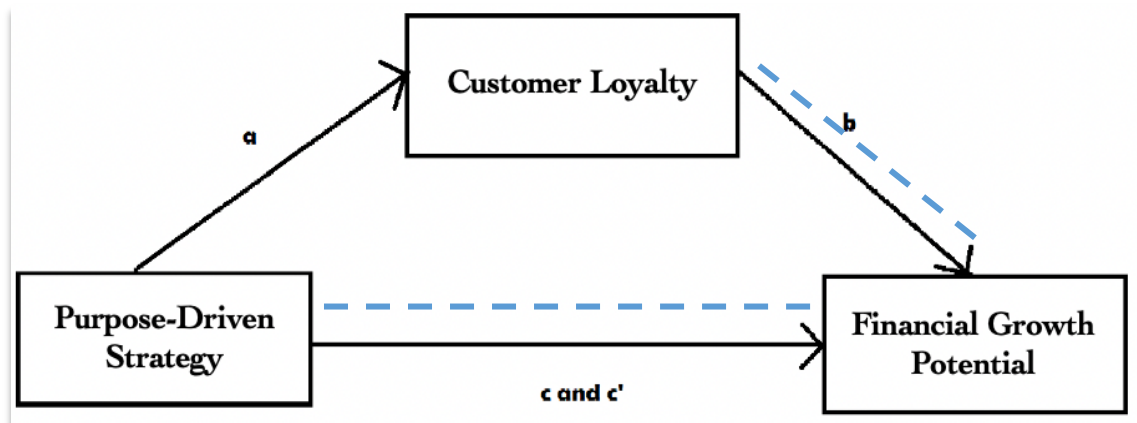 Customer Loyalty
a
b
Purpose-Driven
Strategy
Financial Growth
Potential
c and c'